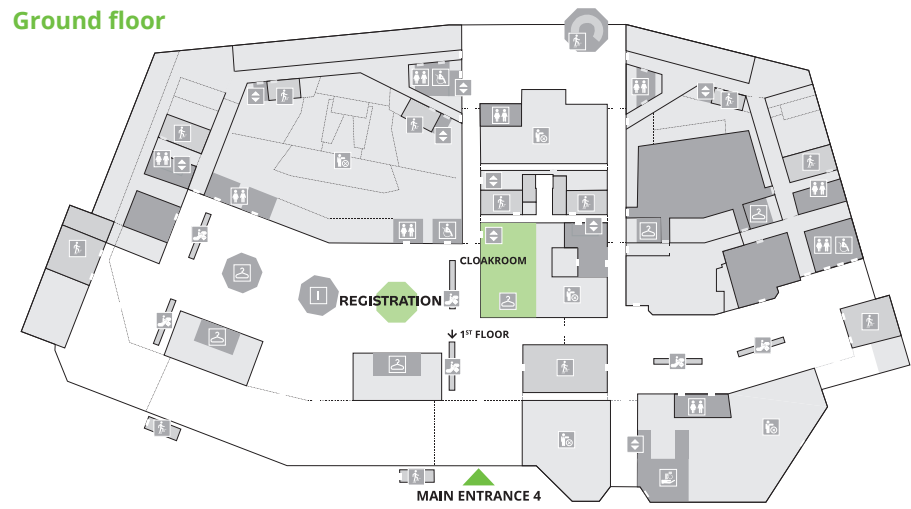 Ground floor
CLOAKROOM
I
REGISTRATION
1ST FLOOR
MAIN ENTRANCE 4